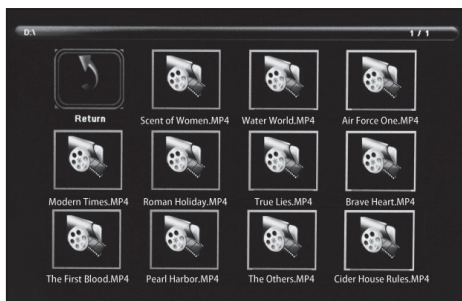 D:\ 1 / 1
Return Scent of Women.MP4 Water World.MP4 Air Force One.MP4
Modern Times.MP4 Roman Holiday.MP4 True Lies.MP4 Brave Heart.MP4
The First Blood.MP4 Pearl Harbor.MP4 The Others.MP4 Cider House Rules.MP4